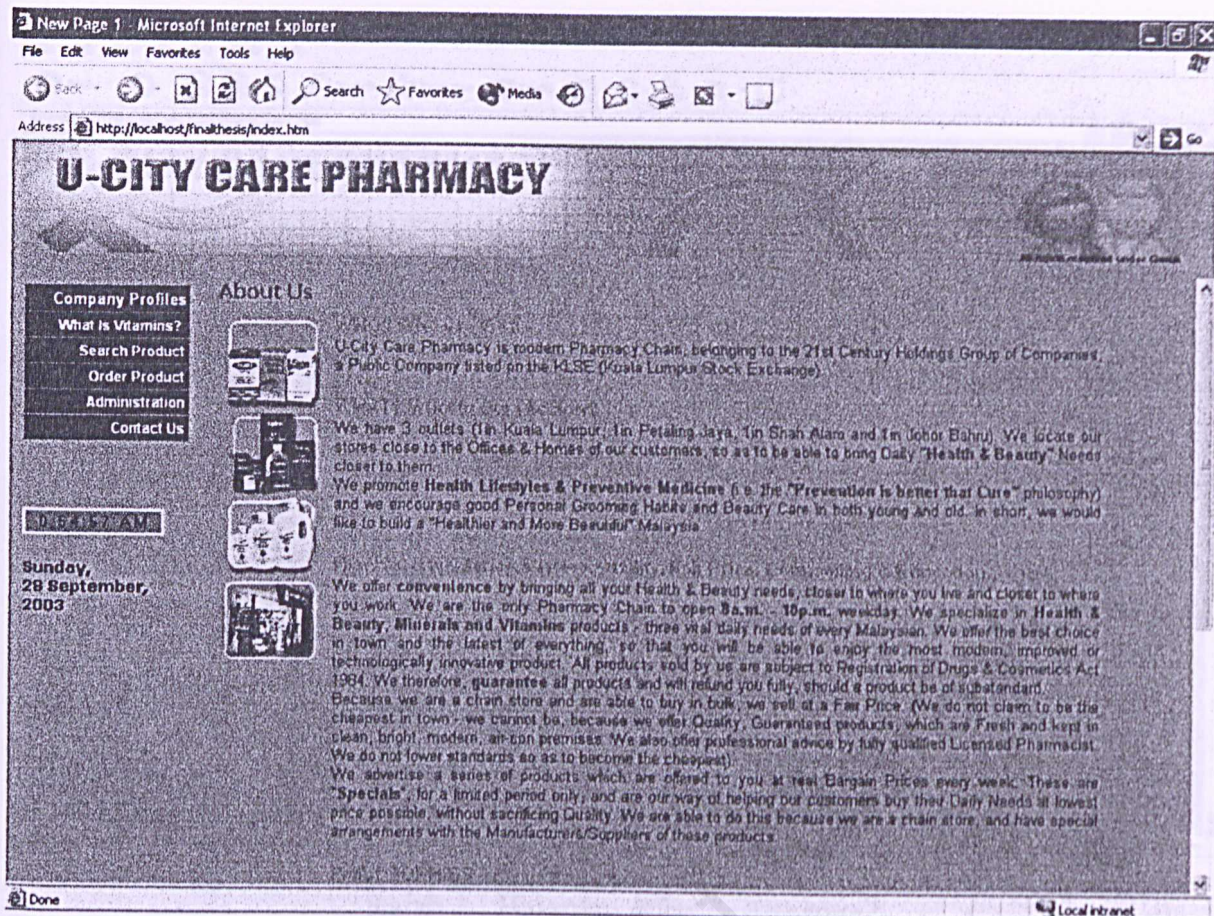 New Page 1 - Microsoft Internet Explorer
File Edit View Favorites Tools Help
Back Search Favorites Media
Address http://localhost/finalthesis/index.htm Go
U-CITY CARE PHARMACY
Company Profiles
What Is Vitamins?
Search Product
Order Product
Administration
Contact Us
Sunday,
28 September,
2003
About Us
U-City Care Pharmacy is modern Pharmacy Chain, belonging to the 21st Century Holdings Group of Companies,
a Public Company listed on the KLSE (Kuala Lumpur Stock Exchange)
We have 3 outlets (1in Kuala Lumpur, 1in Petaling Jaya, 1in Shah Alam and 1in Johor Bahru). We locate our
stores close to the Offices & Homes of our customers, so as to be able to bring Daily "Health & Beauty" Needs
closer to them.
We promote Health Lifestyles & Preventive Medicine (i.e. the "Prevention is better that Cure" philosophy)
and we encourage good Personal Grooming Habits and Beauty Care in both young and old. In short, we would
like to build a "Healthier and More Beautiful" Malaysia.
We offer convenience by bringing all your Health & Beauty needs, closer to where you live and closer to where
you work. We are the only Pharmacy Chain to open 8a.m. - 10p.m. weekday. We specialize in Health &
Beauty, Minerals and Vitamins products - three vital daily needs of every Malaysian. We offer the best choice
in town and the latest of everything, so that you will be able to enjoy the most modern, improved or
technologically innovative product. All products sold by us are subject to Registration of Drugs & Cosmetics Act
1984. We therefore, guarantee all products and will refund you fully, should a product be of substandard.
Because we are a chain store and are able to buy in bulk, we sell at a Fair Price. (We do not claim to be the
cheapest in town - we cannot be, because we offer Quality, Guaranteed products, which are Fresh and kept in
clean, bright, modern, air-con premises. We also offer professional advice by fully qualified Licensed Pharmacist.
We do not lower standards so as to become the cheapest)
We advertise a series of products which are offered to you at real Bargain Prices every week. These are
"Specials", for a limited period only, and are our way of helping our customers buy their Daily Needs at lowest
price possible, without sacrificing Quality. We are able to do this because we are a chain store, and have special
arrangements with the Manufacturers/Suppliers of these products.
Done
Local intranet